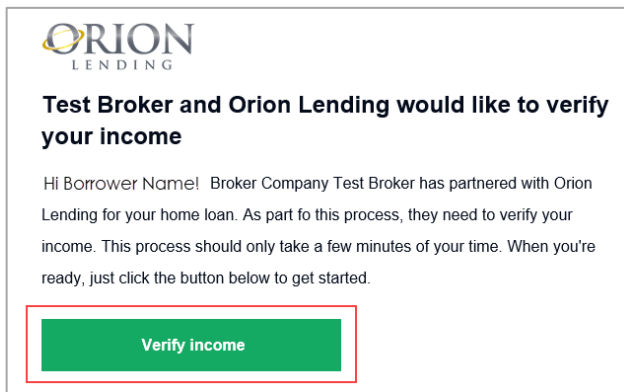 ORION
LENDING
Test Broker and Orion Lending would like to verify
your income
Hi Borrower Name! Broker Company Test Broker has partnered with Orion
Lending for your home loan. As part fo this process, they need to verify your
income. This process should only take a few minutes of your time. When you're
ready, just click the button below to get started.
Verify income